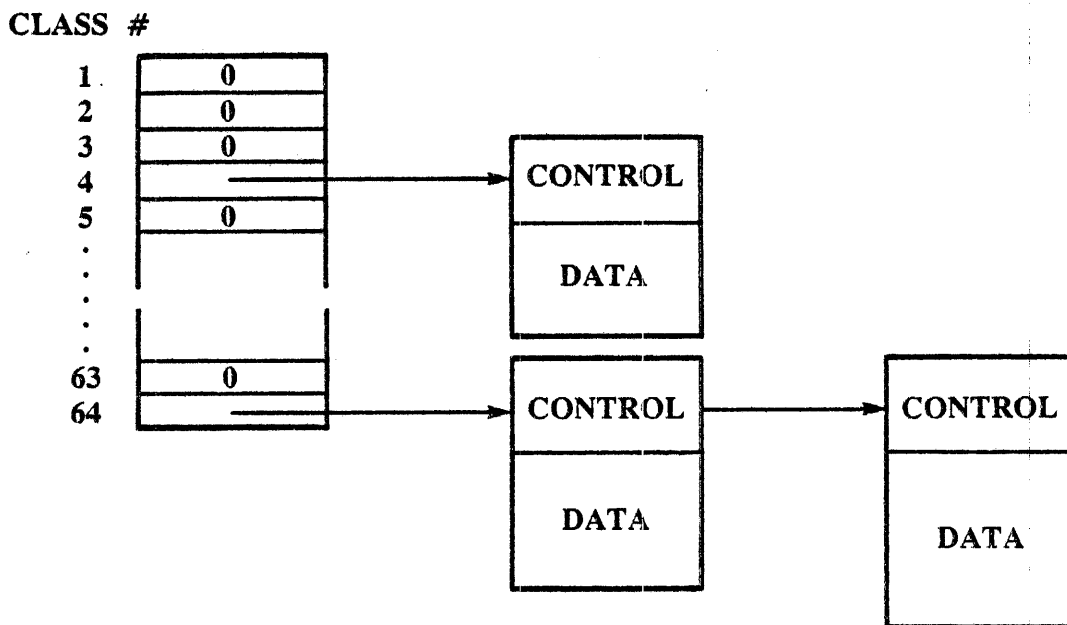 CLASS #
1 0
2 0
3 0
4
5 0
CONTROL
DATA
63 0
64
CONTROL
DATA
CONTROL
DATA